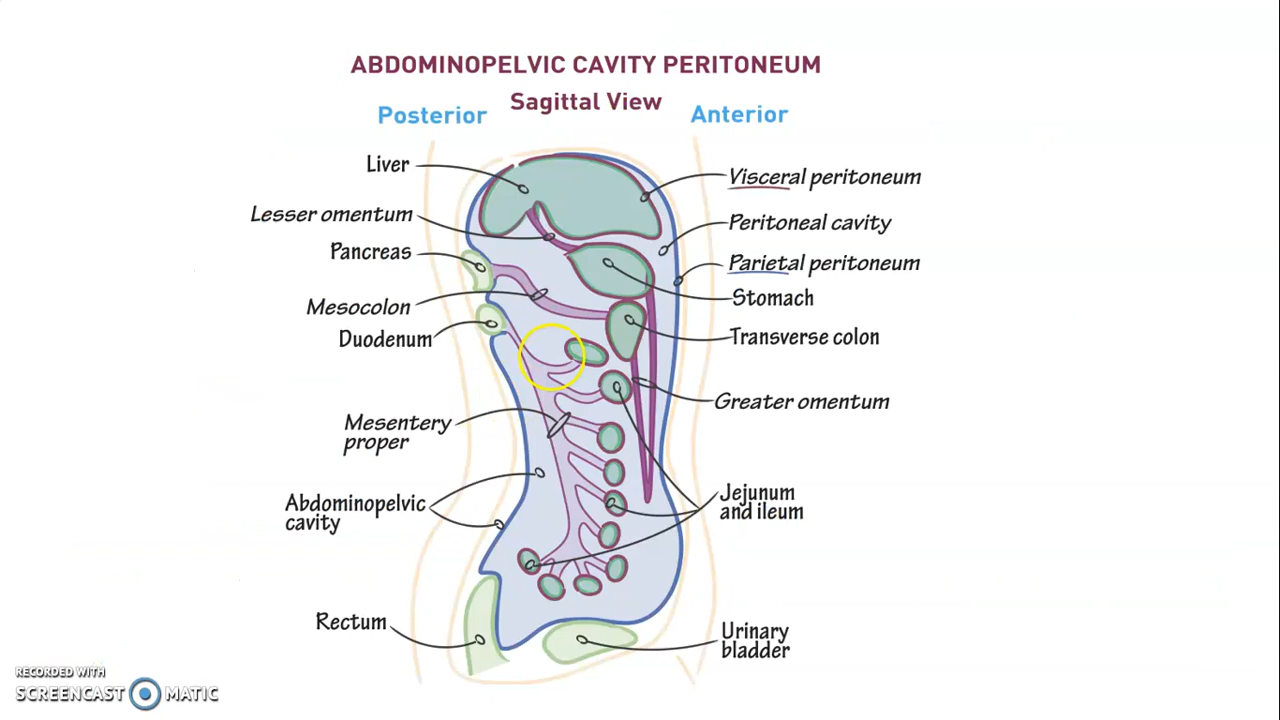 ABDOMINOPELVIC CAVITY PERITONEUM
Sagittal View
Posterior
Anterior
Liver
Lesser omentum
Pancreas
Mesocolon
Duodenum
Mesentery
proper
Abdominopelvic
cavity
Rectum
Visceral peritoneum
Peritoneal cavity
Parietal peritoneum
Stomach
Transverse colon
Greater omentum
Jejunum
and ileum
Urinary
bladder
RECORDED WITH
SCREENCAST MATIC